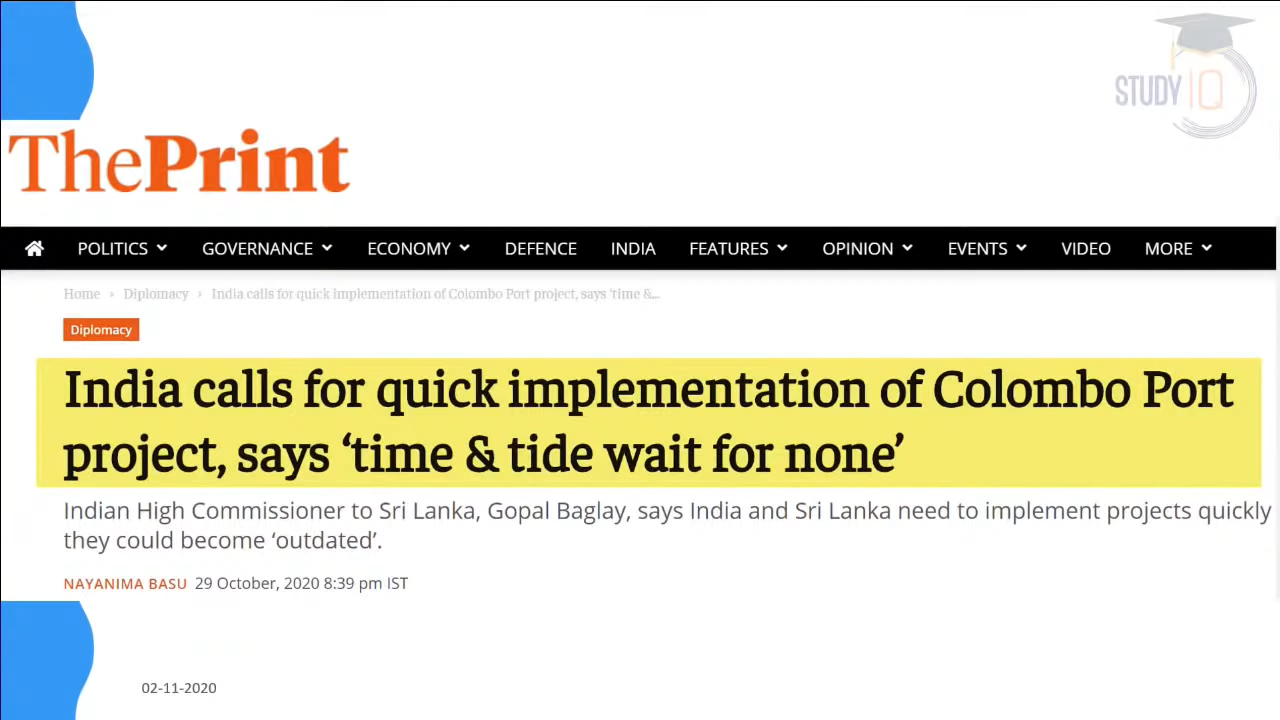 STUDY IQ
ThePrint
POLITICS GOVERNANCE ECONOMY DEFENCE INDIA FEATURES OPINION EVENTS VIDEO MORE
Home › Diplomacy › India calls for quick implementation of Colombo Port project, says 'time &...
Diplomacy
India calls for quick implementation of Colombo Port
project, says ‘time & tide wait for none’
Indian High Commissioner to Sri Lanka, Gopal Baglay, says India and Sri Lanka need to implement projects quickly
they could become ‘outdated’.
NAYANIMA BASU 29 October, 2020 8:39 pm IST
02-11-2020